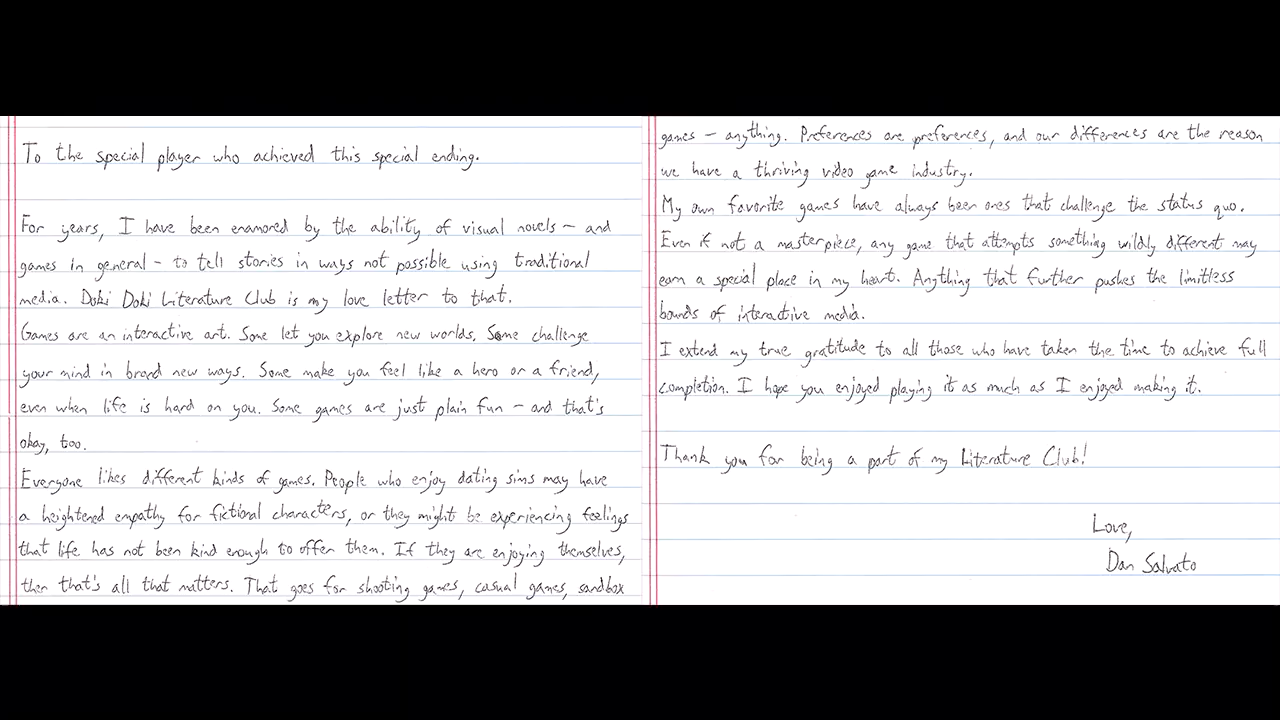 To the special player who achieved this special ending.
For years, I have been enamored by the ability of visual novels – and
games in general – to tell stories in ways not possible using traditional
media. Doki Doki Literature Club is my love letter to that.
Games are an interactive art. Some let you explore new worlds. Some challenge
your mind in brand new ways. Some make you feel like a hero or a friend,
even when life is hard on you. Some games are just plain fun – and that's
okay, too.
Everyone likes different kinds of games. People who enjoy dating sims may have
a heightened empathy for fictional characters, or they might be experiencing feelings
that life has not been kind enough to offer them. If they are enjoying themselves,
then that's all that matters. That goes for shooting games, casual games, sandbox
games – anything. Preferences are preferences, and our differences are the reason
we have a thriving video game industry.
My own favorite games have always been ones that challenge the status quo.
Even if not a masterpiece, any game that attempts something wildly different may
earn a special place in my heart. Anything that further pushes the limitless
bounds of interactive media.
I extend my true gratitude to all those who have taken the time to achieve full
completion. I hope you enjoyed playing it as much as I enjoyed making it.
Thank you for being a part of my Literature Club!
Love,
Dan Salvato